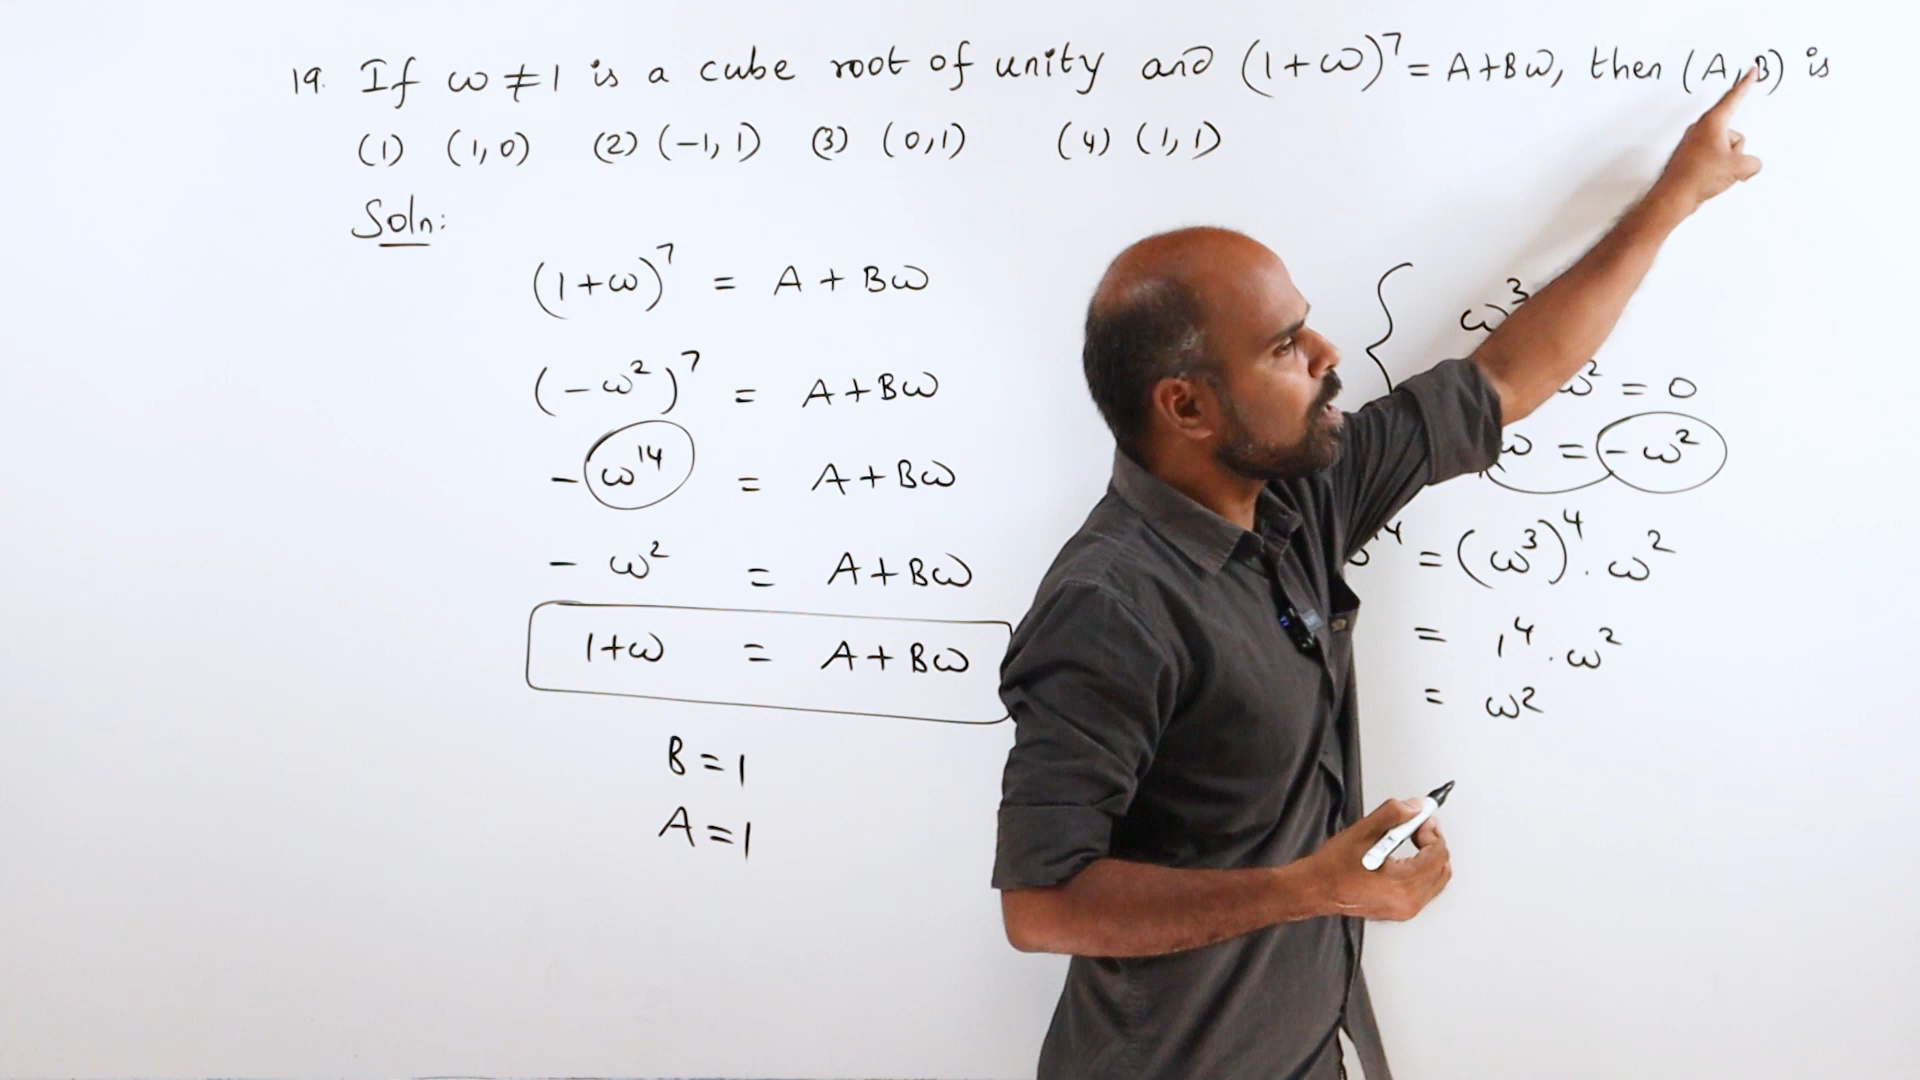 19. If ω ≠ 1 is a cube root of unity and (1+ω)⁷ = A+Bω, then (A, B) is
(1) (1,0) (2) (-1, 1) (3) (0,1) (4) (1,1)
Soln:
(1+ω)⁷ = A + Bω
(-ω²)⁷ = A+Bω
- ω¹⁴ = A+Bω
- ω² = A+Bω
1+ω = A+Bω
B = 1
A = 1
ω³
ω² = 0
ω = -ω²
⁴ = (ω³)⁴ . ω²
= 1⁴ . ω²
= ω²